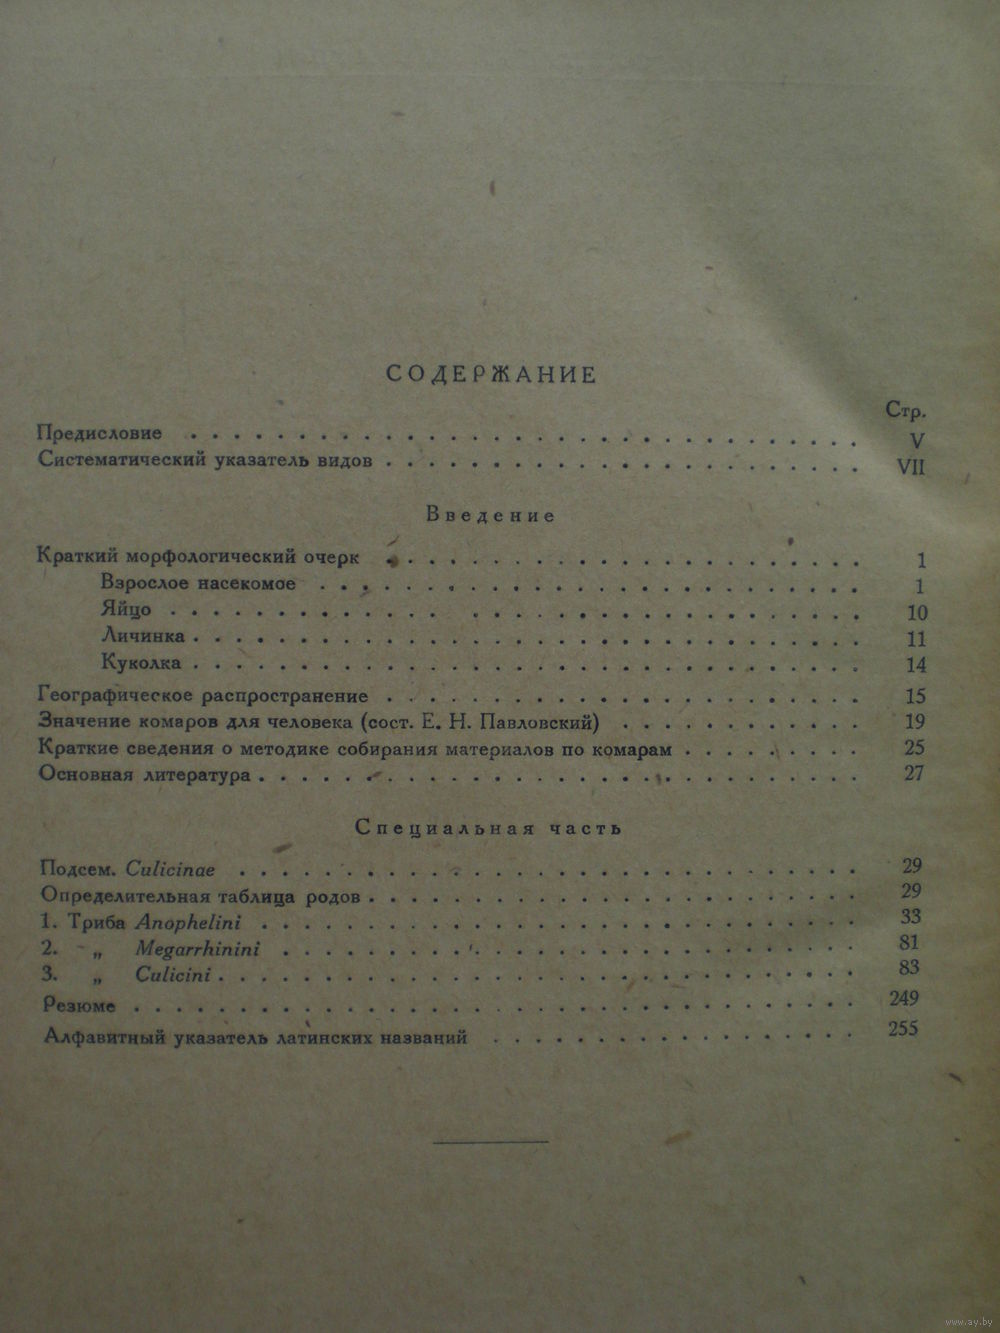 СОДЕРЖАНИЕ
Стр.
Предисловие . . . . . . . . . . . . . . . . . . . . . . . . . . . . . . . V
Систематический указатель видов . . . . . . . . . . . . . . . . . . . . . . VII
Введение
Краткий морфологический очерк . . . . . . . . . . . . . . . . . . . . . . 1
Взрослое насекомое . . . . . . . . . . . . . . . . . . . . . . . . . 1
Яйцо . . . . . . . . . . . . . . . . . . . . . . . . . . . . . . . 10
Личинка . . . . . . . . . . . . . . . . . . . . . . . . . . . . . . 11
Куколка . . . . . . . . . . . . . . . . . . . . . . . . . . . . . . 14
Географическое распространение . . . . . . . . . . . . . . . . . . . . . . 15
Значение комаров для человека (сост. Е. Н. Павловский) . . . . . . . . . . . . 19
Краткие сведения о методике собирания материалов по комарам . . . . . . . . . 25
Основная литература . . . . . . . . . . . . . . . . . . . . . . . . . . . 27
Специальная часть
Подсем. Culicinae . . . . . . . . . . . . . . . . . . . . . . . . . . . . 29
Определительная таблица родов . . . . . . . . . . . . . . . . . . . . . . . 29
1. Триба Anophelini . . . . . . . . . . . . . . . . . . . . . . . . . . . . 33
2. „ Megarrhinini . . . . . . . . . . . . . . . . . . . . . . . . . . . 81
3. „ Culicini . . . . . . . . . . . . . . . . . . . . . . . . . . . . . . 83
Резюме . . . . . . . . . . . . . . . . . . . . . . . . . . . . . . . . . 249
Алфавитный указатель латинских названий . . . . . . . . . . . . . . . . . . 255
www.ay.by